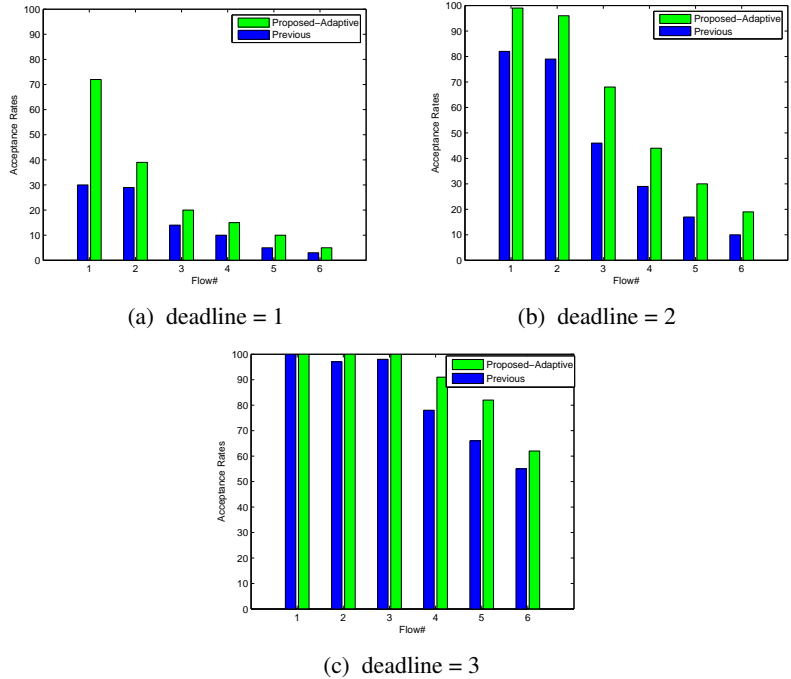 Proposed−Adaptive
Previous
Acceptance Rates
100
90
80
70
60
50
40
30
20
10
0
1 2 3 4 5 6
Flow#
(a) deadline = 1
Proposed−Adaptive
Previous
Acceptance Rates
100
90
80
70
60
50
40
30
20
10
0
1 2 3 4 5 6
Flow#
(b) deadline = 2
Proposed−Adaptive
Previous
Acceptance Rates
100
90
80
70
60
50
40
30
20
10
0
1 2 3 4 5 6
Flow#
(c) deadline = 3